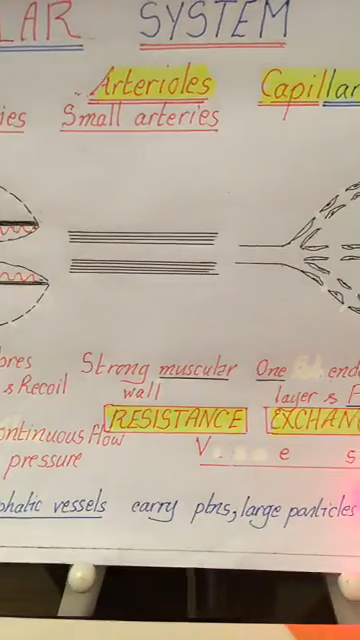 LAR SYSTEM
Arterioles Capillar
ies Small arteries
ores Strong muscular One endo
& Recoil wall layer &
RESISTANCE EXCHAN
ontinuous flow V e s
pressure
phatic vessels carry ptns, large particles